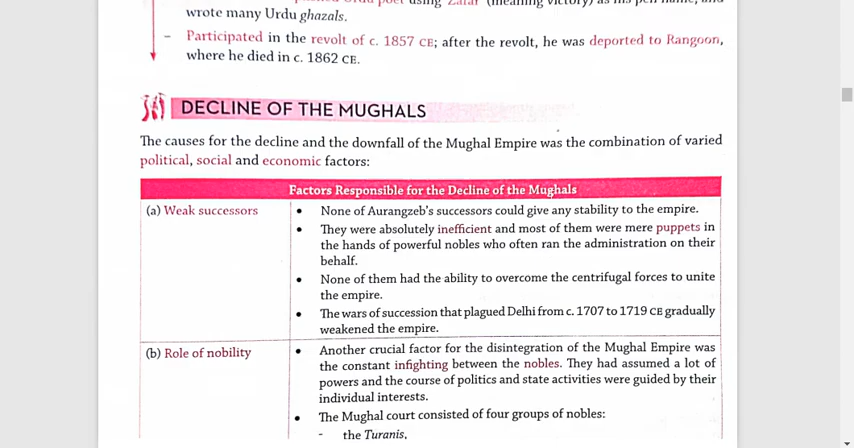 using Zafar (meaning victory) as his pen name, and
wrote many Urdu ghazals.
– Participated in the revolt of c. 1857 CE; after the revolt, he was deported to Rangoon,
where he died in c. 1862 CE.
DECLINE OF THE MUGHALS
The causes for the decline and the downfall of the Mughal Empire was the combination of varied
political, social and economic factors:
Factors Responsible for the Decline of the Mughals
(a) Weak successors
• None of Aurangzeb's successors could give any stability to the empire.
• They were absolutely inefficient and most of them were mere puppets in
the hands of powerful nobles who often ran the administration on their
behalf.
• None of them had the ability to overcome the centrifugal forces to unite
the empire.
• The wars of succession that plagued Delhi from c. 1707 to 1719 CE gradually
weakened the empire.
(b) Role of nobility
• Another crucial factor for the disintegration of the Mughal Empire was
the constant infighting between the nobles. They had assumed a lot of
powers and the course of politics and state activities were guided by their
individual interests.
• The Mughal court consisted of four groups of nobles:
- the Turanis,